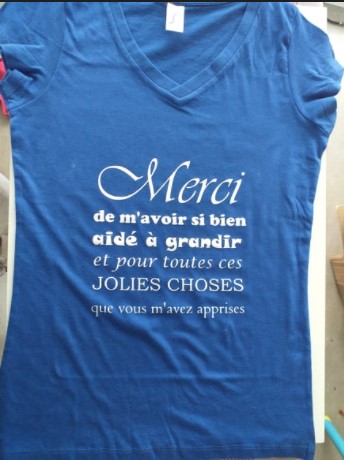 Merci
de m'avoir si bien
aidé à grandir
et pour toutes ces
JOLIES CHOSES
que vous m'avez apprises